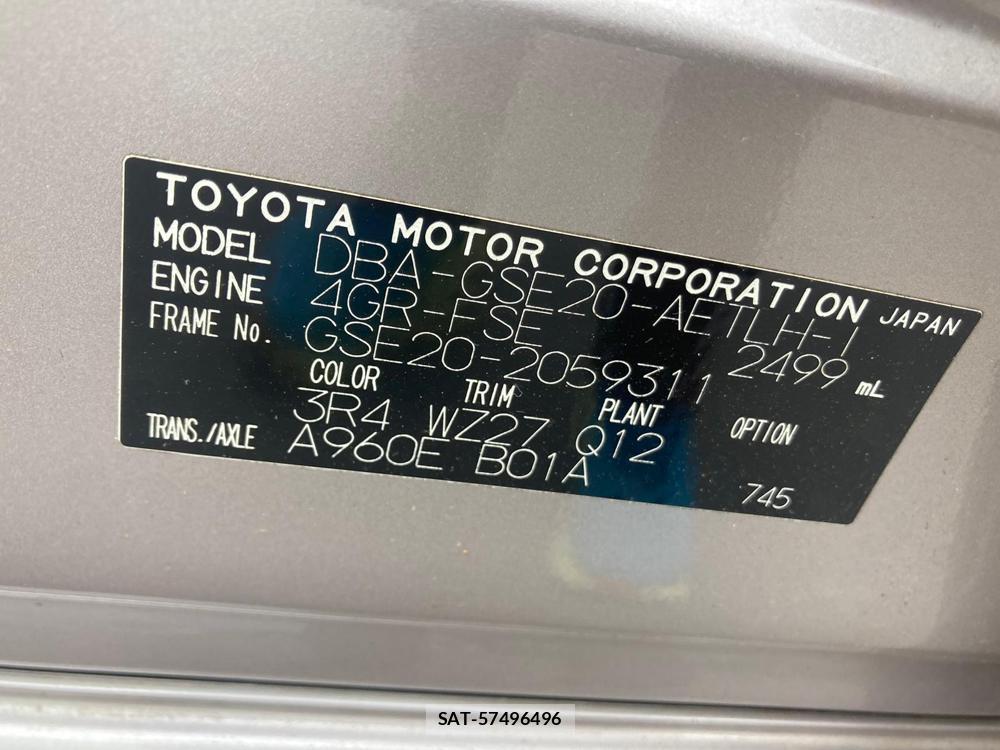 TOYOTA MOTOR CORPORATION JAPAN
MODEL DBA-GSE20-AETLH-1
ENGINE 4GR-FSE 2499 mL
FRAME No. GSE20-2059311
COLOR TRIM PLANT OPTION
3R4 WZ27 Q12
TRANS./AXLE A960E B01A
745
SAT-57496496